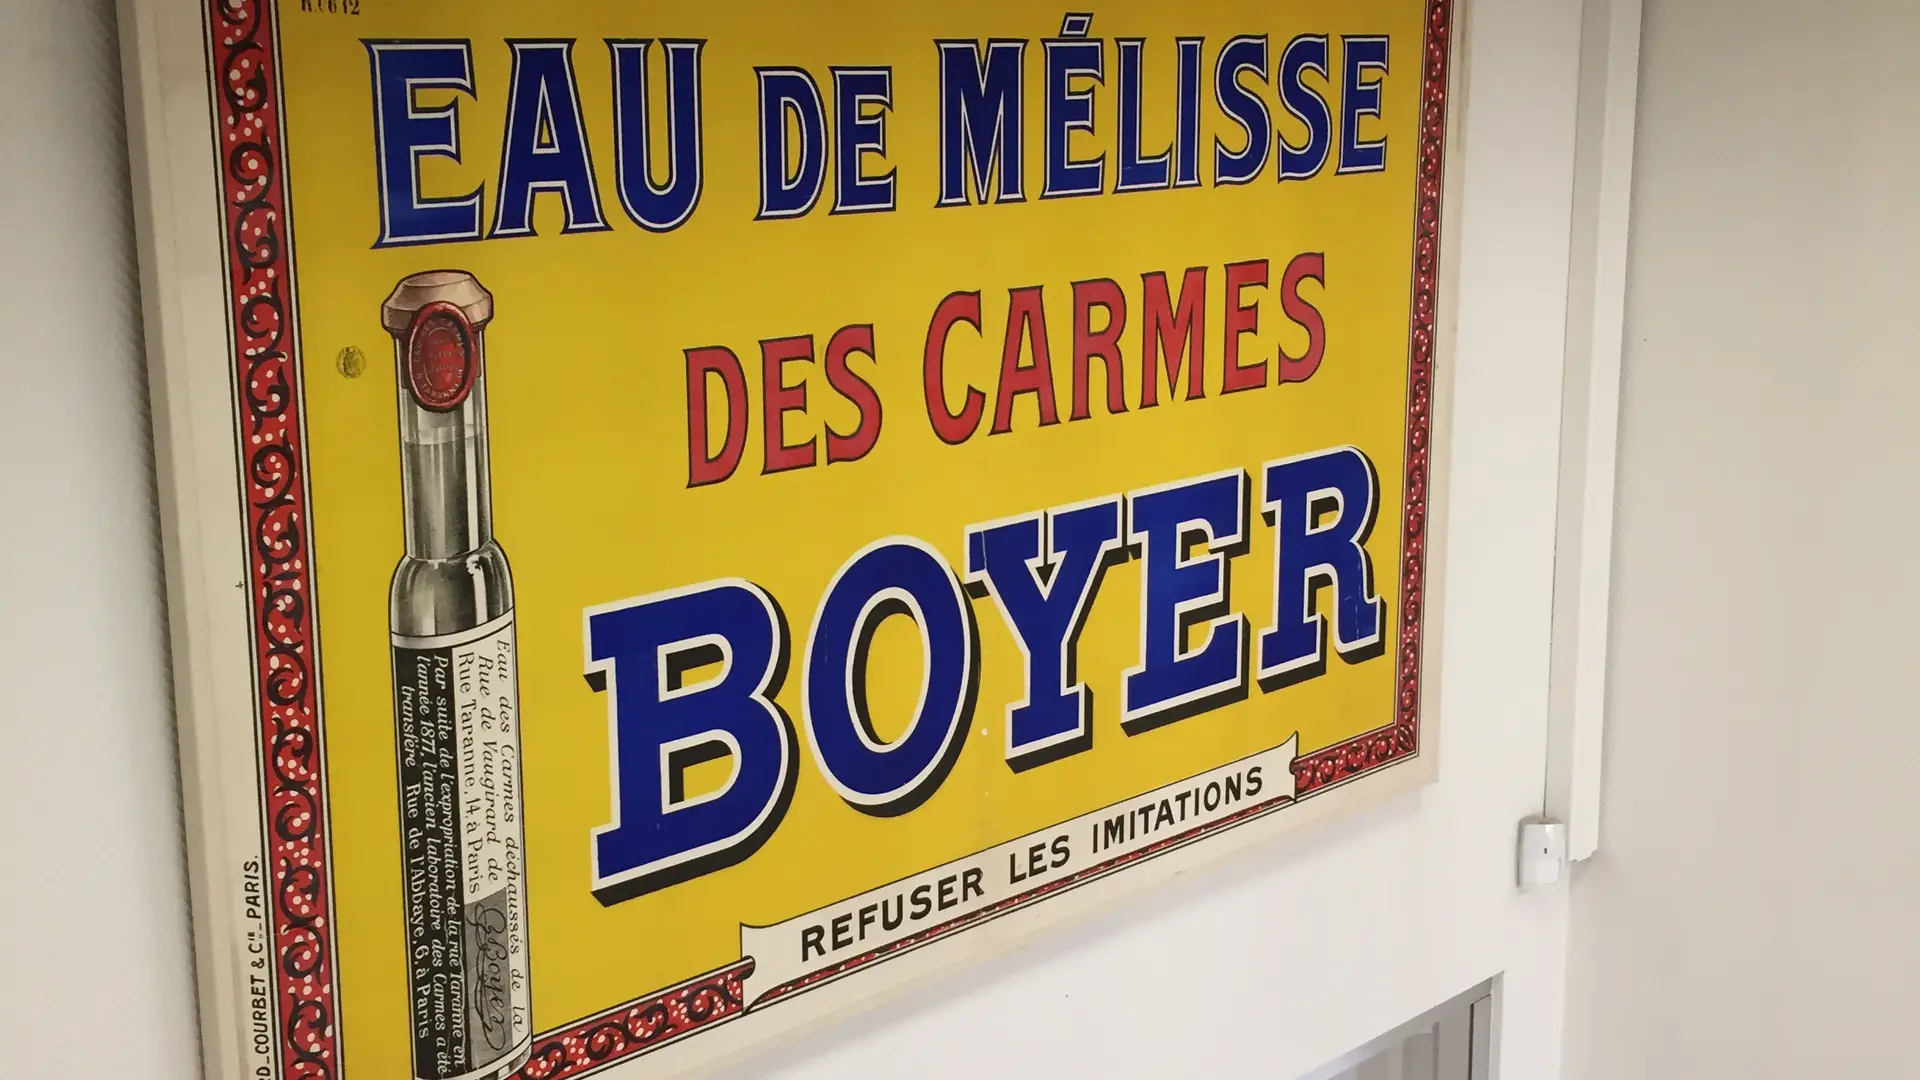 EAU DE MÉLISSE
DES CARMES
BOYER
REFUSER LES IMITATIONS
Eau des Carmes déchaussés de la
Rue de Vaugirard de
Rue Taranne, 14, à Paris
Par suite de l'expropriation de la rue Taranne en
l'année 1877, l'ancien laboratoire des Carmes a été
transféré Rue de l'Abbaye, 6, à Paris
Boyer
COURBET & Cie _ PARIS.